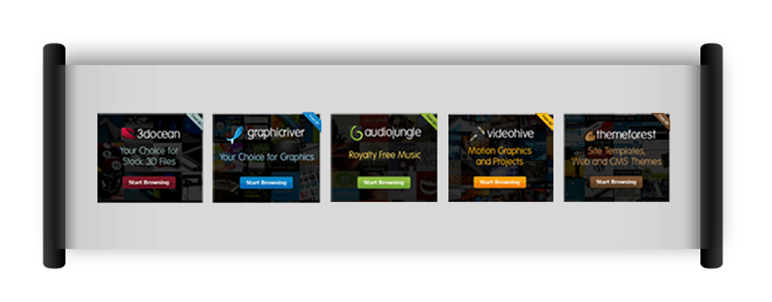 3docean
Your Choice for
Stock 3D Files
Start Browsing
graphicriver
Your Choice for Graphics
Start Browsing
audiojungle
Royalty Free Music
Start Browsing
videohive
Motion Graphics
and Projects
Start Browsing
themeforest
Site Templates,
Web and CMS Themes
Start Browsing